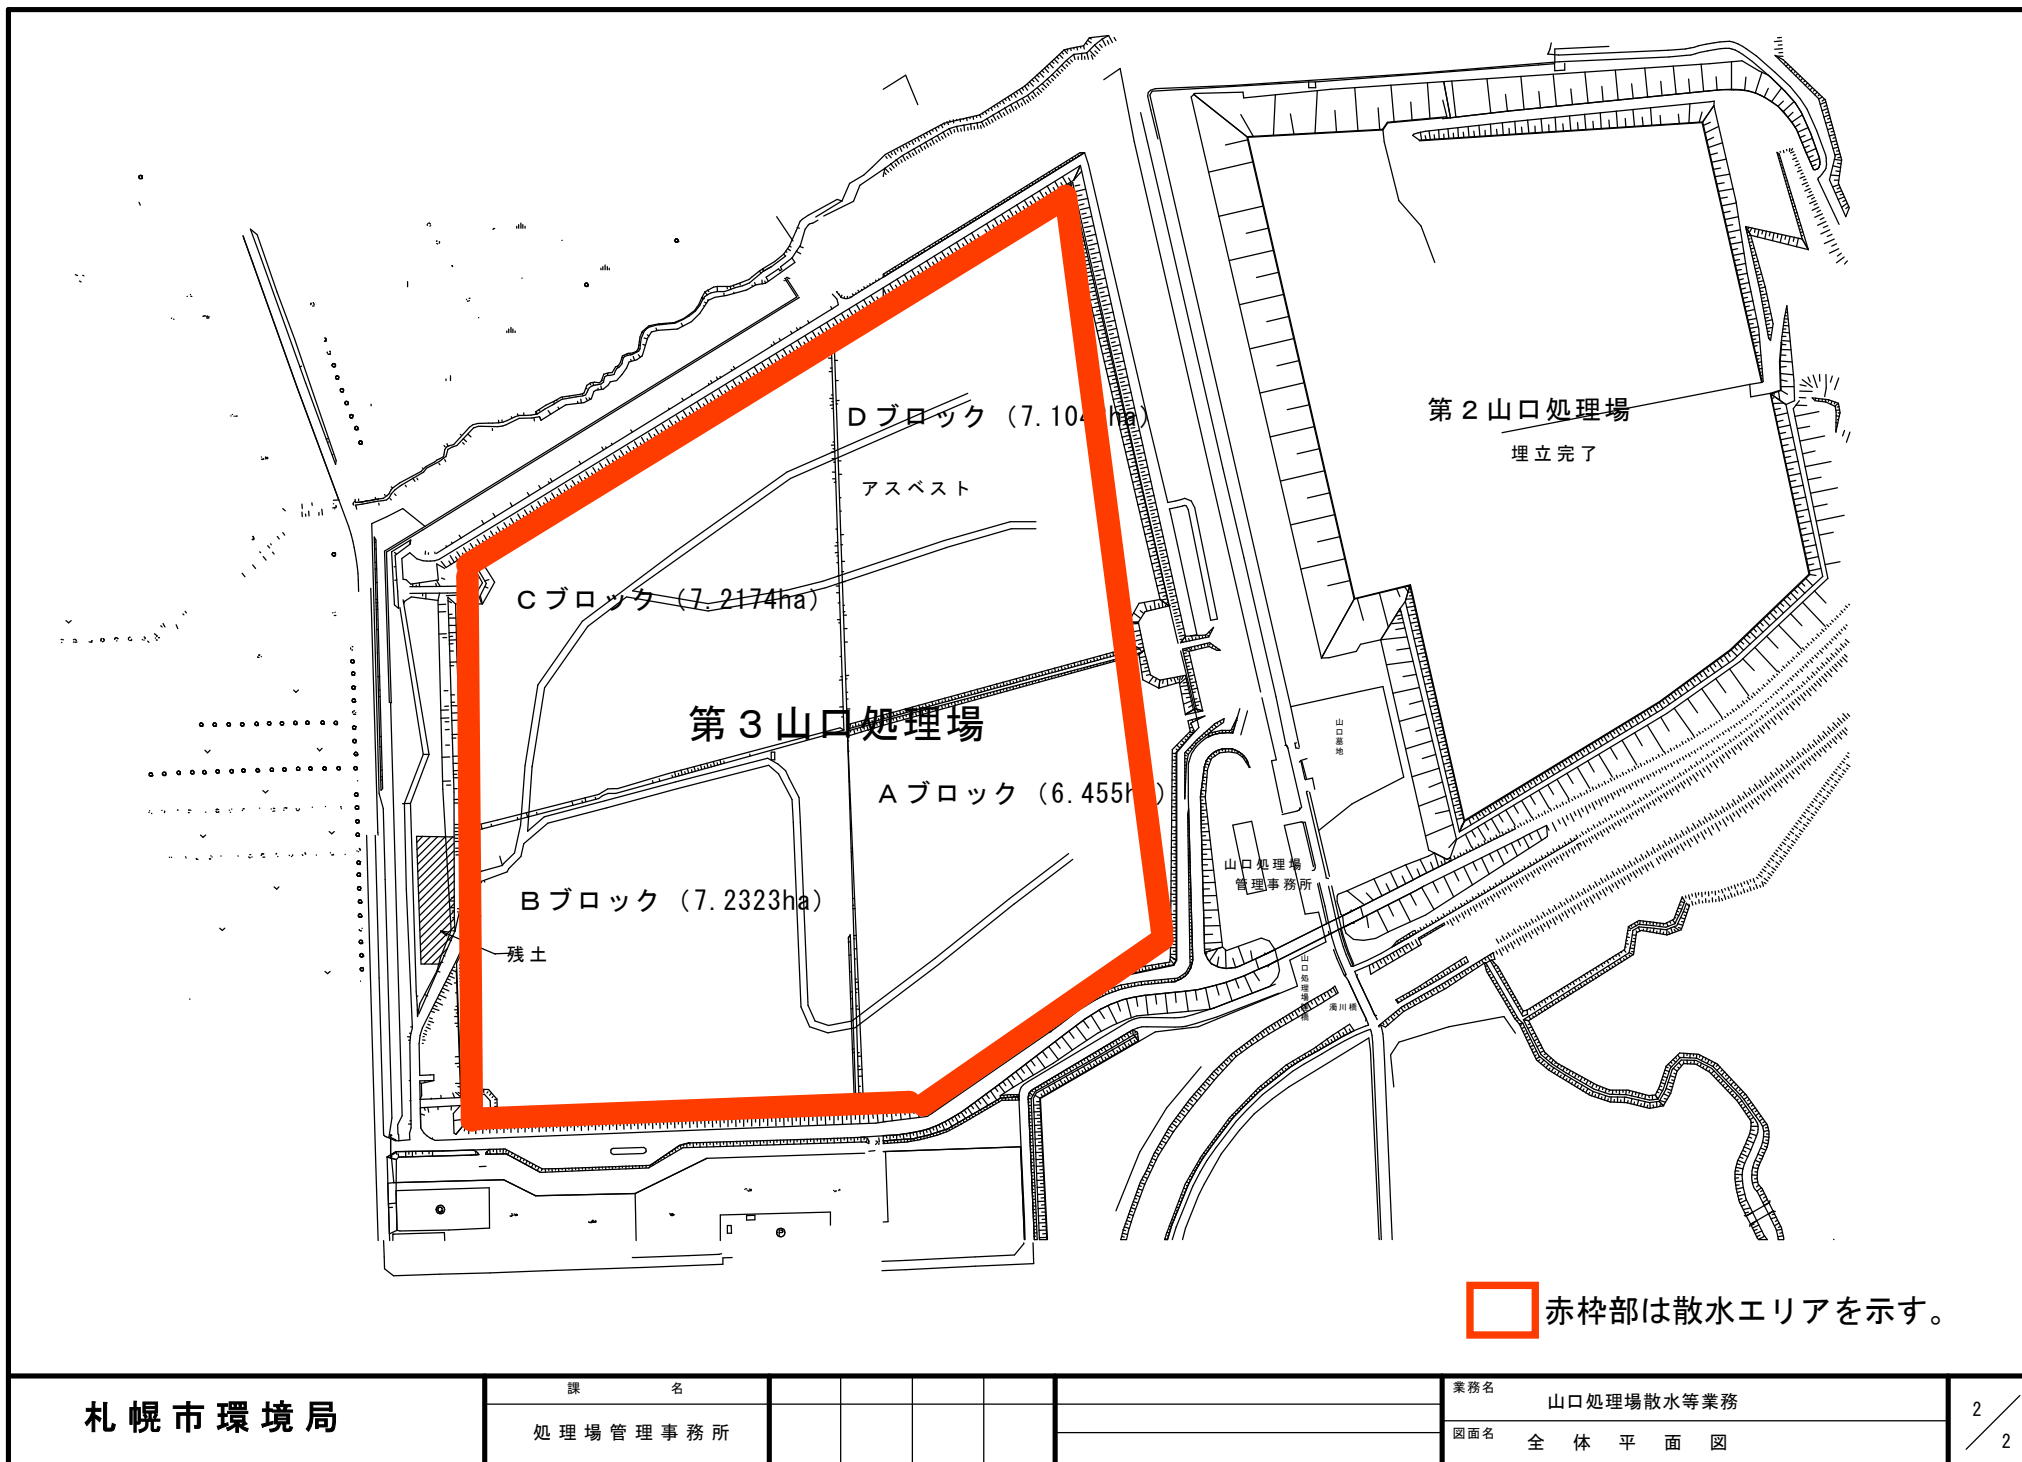 第2山口処理場
埋立完了
Dブロック（7.104 ha）
アスベスト
Cブロック（7.2174ha）
第3山口処理場
Aブロック（6.455h ）
Bブロック（7.2323ha）
残土
山口墓地
山口処理場
管理事務所
濁川橋
赤枠部は散水エリアを示す。
札幌市環境局
課 名
処理場管理事務所
業務名
山口処理場散水等業務
図面名
全体平面図
2/2